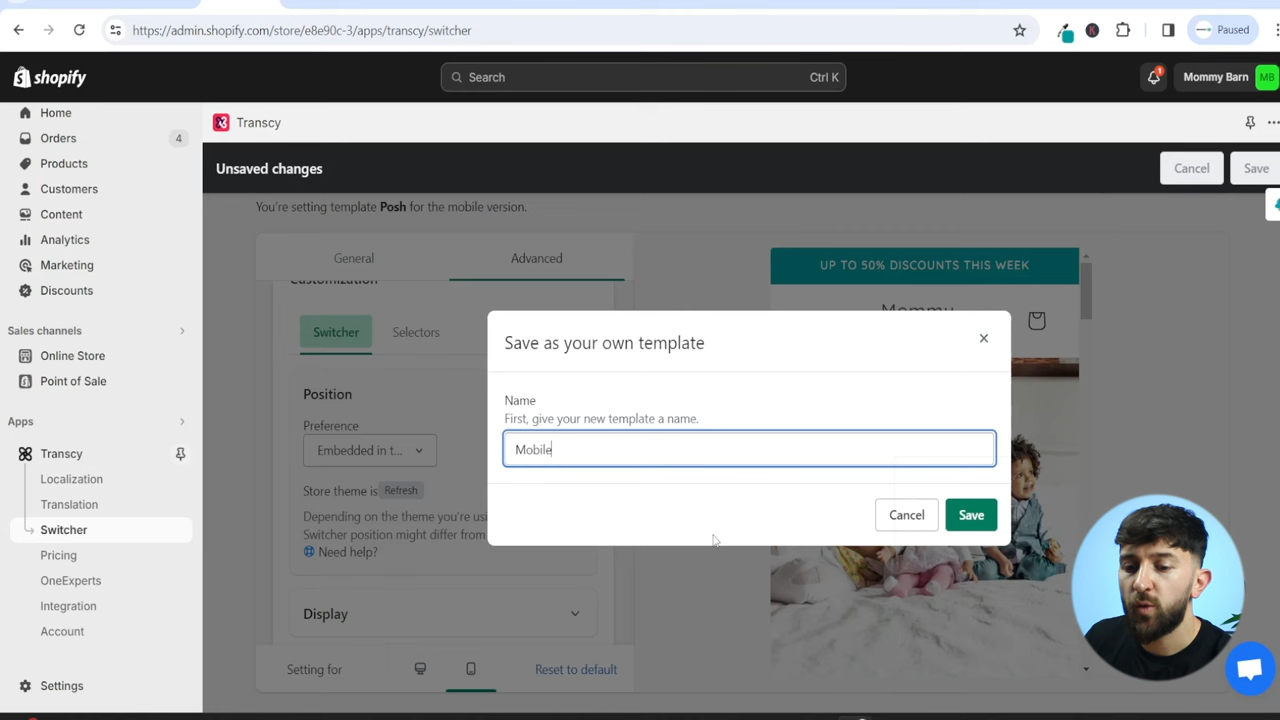 https://admin.shopify.com/store/e8e90c-3/apps/transcy/switcher
Paused
shopify
Search
Ctrl K
1
Mommy Barn
MB
Home
Orders
4
Products
Customers
Content
Analytics
Marketing
Discounts
Sales channels
Online Store
Point of Sale
Apps
Transcy
Localization
Translation
Switcher
Pricing
OneExperts
Integration
Account
Settings
Transcy
Unsaved changes
Cancel
Save
You're setting template Posh for the mobile version.
General
Advanced
Customization
Switcher
Selectors
Position
Preference
Embedded in t...
Store theme is Refresh
Depending on the theme you're usi
Switcher position might differ from
Need help?
Display
Setting for
Reset to default
UP TO 50% DISCOUNTS THIS WEEK
Mommy
Save as your own template
Name
First, give your new template a name.
Mobile
Cancel
Save